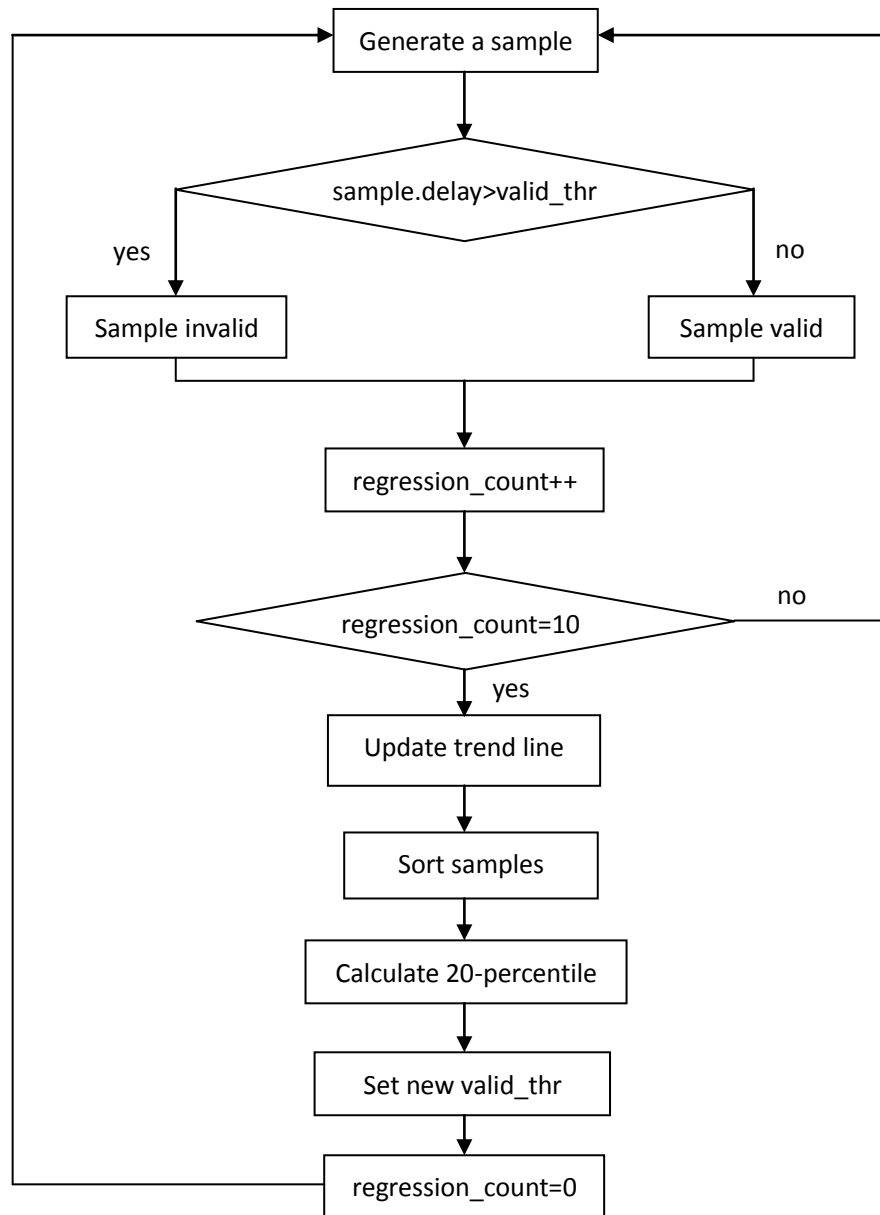 Generate a sample
sample.delay>valid_thr
yes
no
Sample invalid
Sample valid
regression_count++
regression_count=10
no
yes
Update trend line
Sort samples
Calculate 20-percentile
Set new valid_thr
regression_count=0